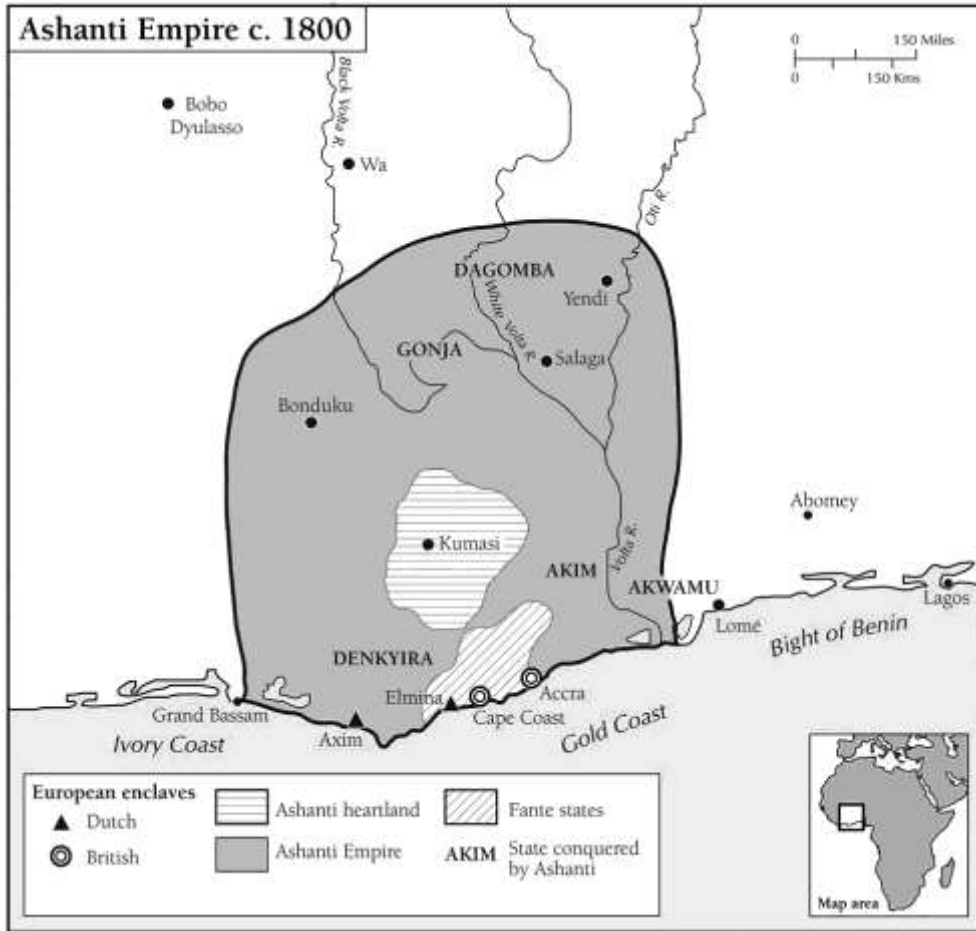 Ashanti Empire c. 1800
0 150 Miles
0 150 Kms
Black Volta R.
Bobo
Dyulasso
Wa
Oti R.
DAGOMBA
Yendi
White Volta R.
GONJA
Salaga
Bonduku
Abomey
Kumasi
Volta R.
AKIM
AKWAMU
Lagos
Lomé
Bight of Benin
DENKYIRA
Elmina
Accra
Grand Bassam
Cape Coast
Axim
Gold Coast
Ivory Coast
European enclaves
Dutch
British
Ashanti heartland
Ashanti Empire
Fante states
AKIM State conquered
by Ashanti
Map area